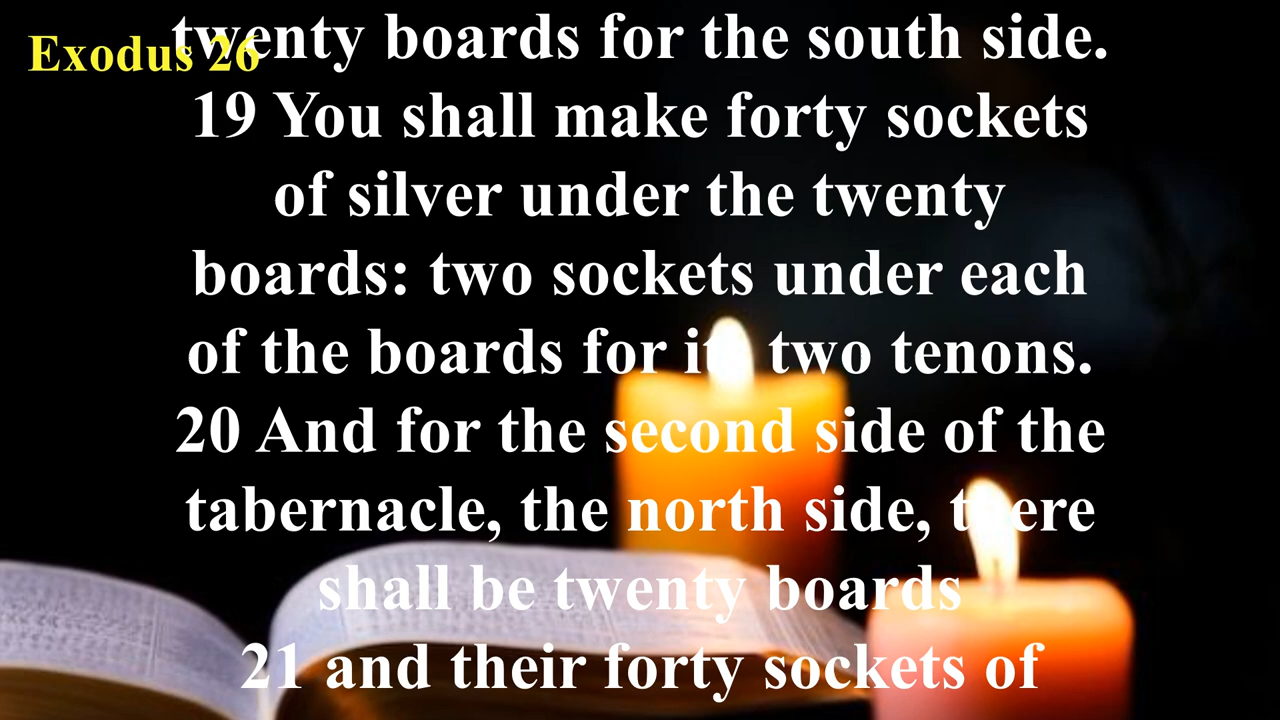 Exodus 26
twenty boards for the south side.
19 You shall make forty sockets
of silver under the twenty
boards: two sockets under each
of the boards for its two tenons.
20 And for the second side of the
tabernacle, the north side, there
shall be twenty boards
21 and their forty sockets of